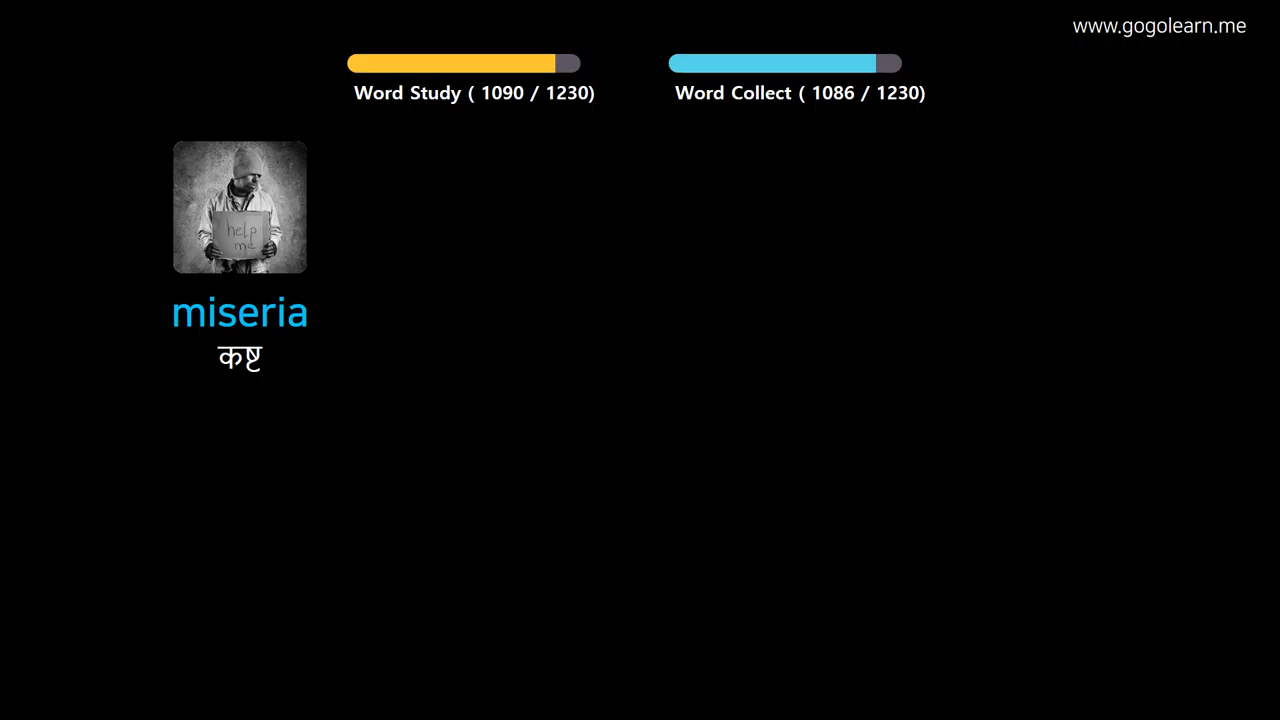 www.gogolearn.me
Word Study ( 1090 / 1230)
Word Collect ( 1086 / 1230)
help
me
miseria
कष्ट